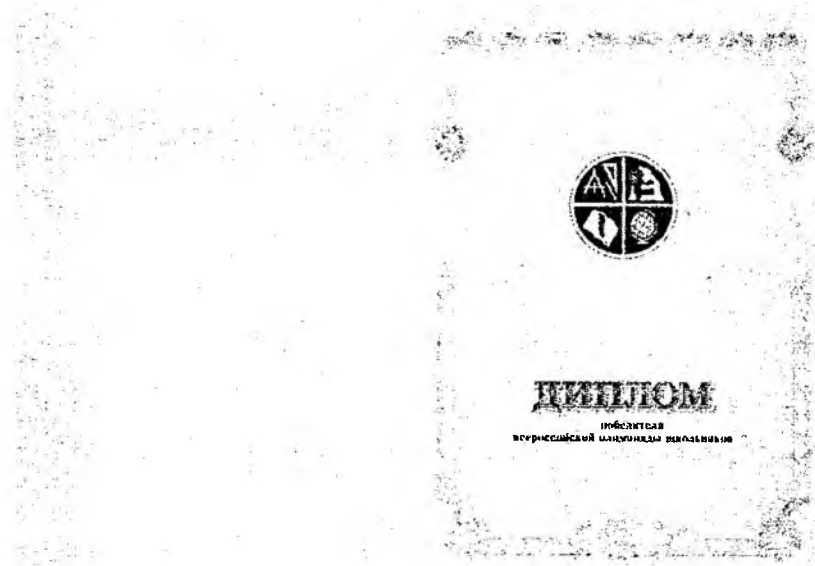 ДИПЛОМ
победителя
всероссийской олимпиады школьников